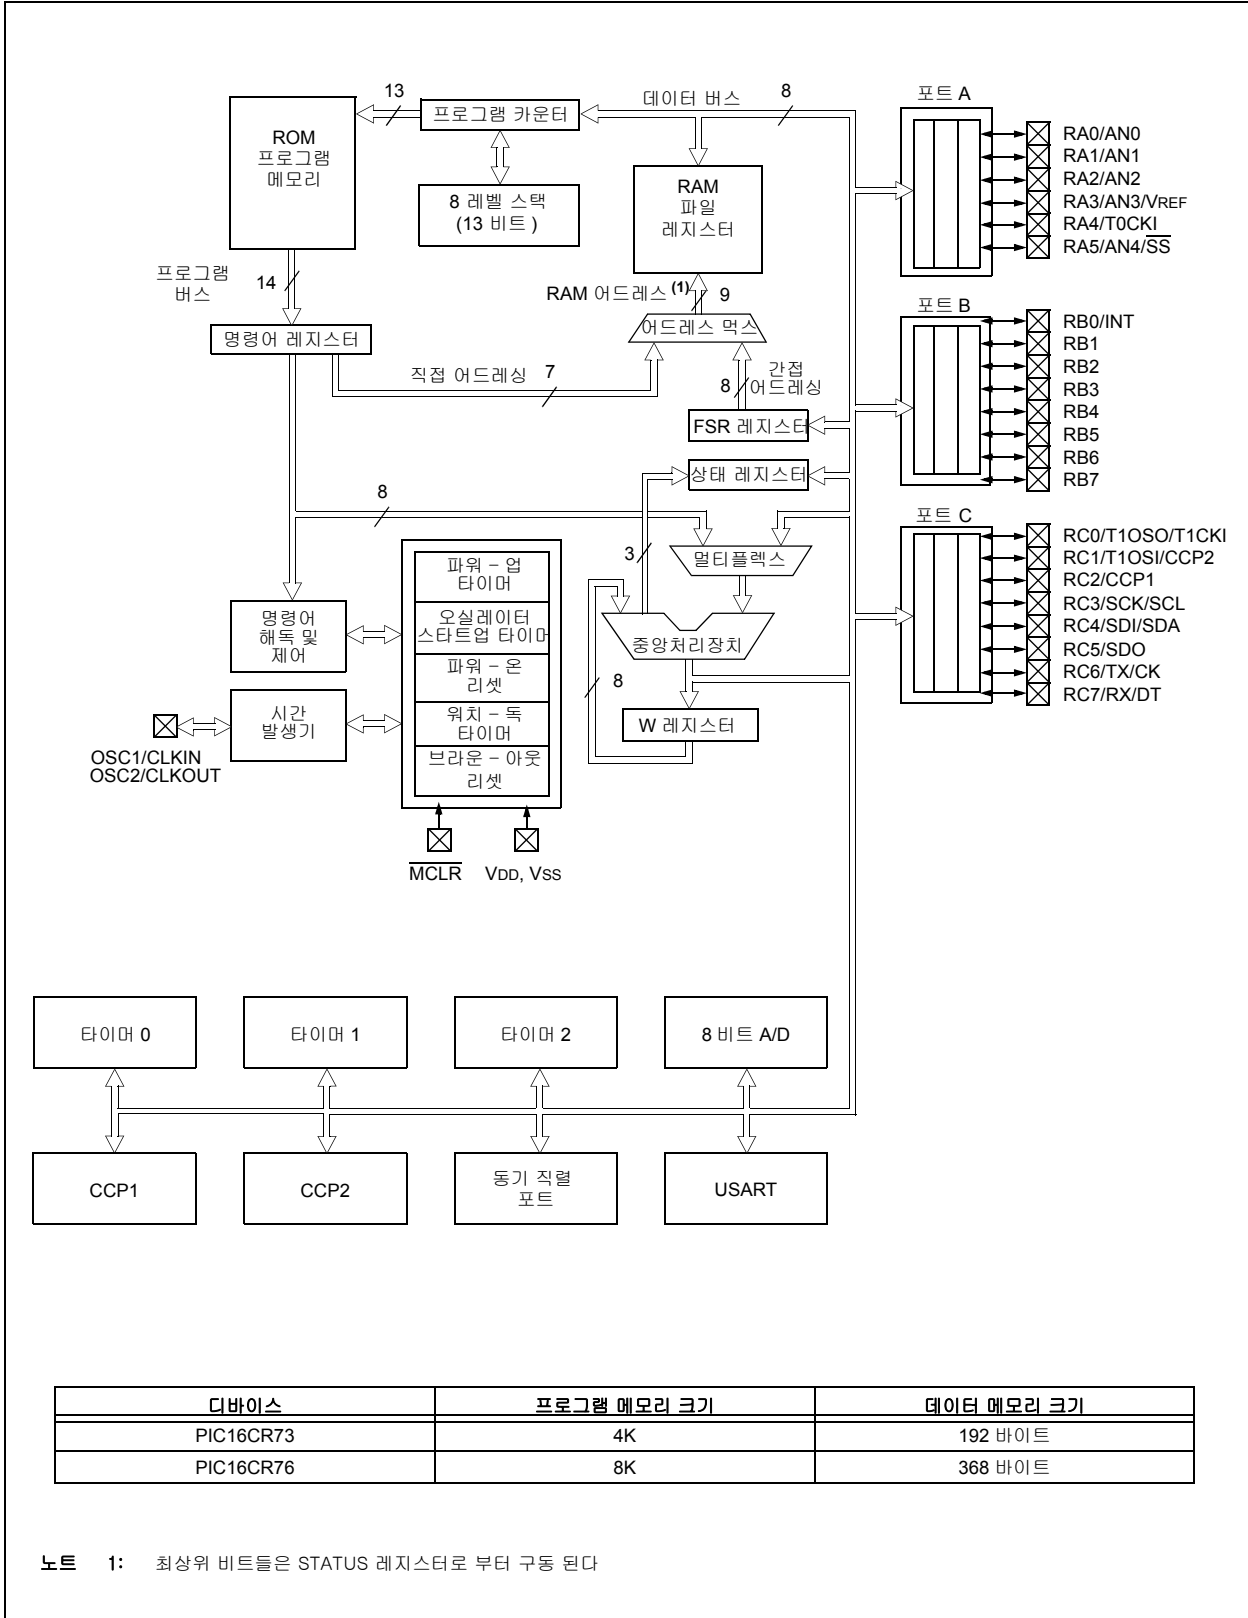 13
데이터 버스
8
포트 A
ROM
프로그램
메모리
프로그램 카운터
8 레벨 스택
(13 비트 )
RAM
파일
레지스터
RA0/AN0
RA1/AN1
RA2/AN2
RA3/AN3/VREF
RA4/T0CKI
RA5/AN4/SS
프로그램
버스
14
RAM 어드레스 (1)
9
명령어 레지스터
어드레스 먹스
직접 어드레싱
7
8
간접
어드레싱
FSR 레지스터
포트 B
RB0/INT
RB1
RB2
RB3
RB4
RB5
RB6
RB7
상태 레지스터
8
3
멀티플렉스
포트 C
RC0/T1OSO/T1CKI
RC1/T1OSI/CCP2
RC2/CCP1
RC3/SCK/SCL
RC4/SDI/SDA
RC5/SDO
RC6/TX/CK
RC7/RX/DT
파워 – 업
타이머
오실레이터
스타트업 타이머
파워 – 온
리셋
워치 – 독
타이머
브라운 – 아웃
리셋
명령어
해독 및
제어
중앙처리장치
8
시간
발생기
W 레지스터
OSC1/CLKIN
OSC2/CLKOUT
MCLR
VDD, VSS
타이머 0
타이머 1
타이머 2
8 비트 A/D
CCP1
CCP2
동기 직렬
포트
USART
디바이스 프로그램 메모리 크기 데이터 메모리 크기
PIC16CR73 4K 192 바이트
PIC16CR76 8K 368 바이트
노트 1: 최상위 비트들은 STATUS 레지스터로 부터 구동 된다